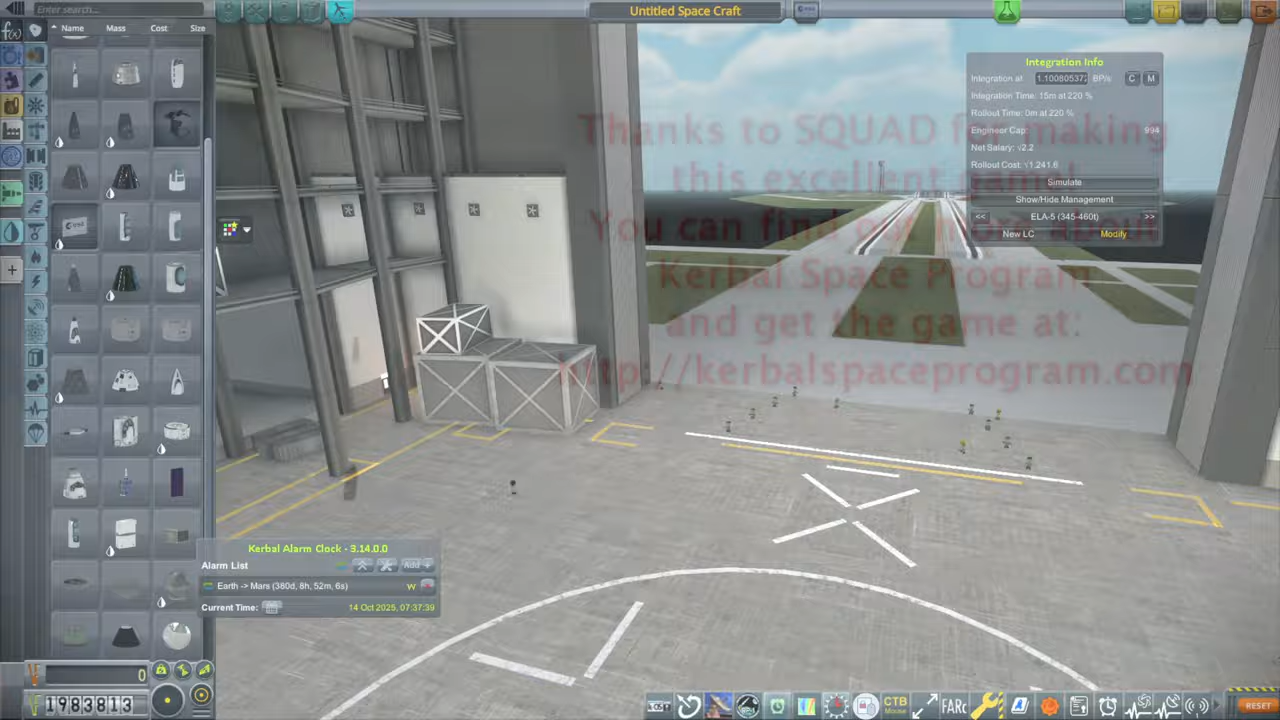 Enter search...
Untitled Space Craft
Name Mass Cost Size
Integration Info
Integration at 1.100805372 BP/s C M
Integration Time: 15m at 220 %
Rollout Time: 0m at 220 %
Engineer Cap: 994
Net Salary: √2.2
Rollout Cost: √1,241.6
Simulate
Show/Hide Management
<< ELA-5 (345-460t) >>
New LC Modify
Thanks to SQUAD for making
this excellent game!
You can find out more about
Kerbal Space Program
and get the game at:
http://kerbalspaceprogram.com
Kerbal Alarm Clock - 3.14.0.0
Alarm List Add +
Earth -> Mars (380d, 8h, 52m, 6s) W
Current Time: 14 Oct 2025, 07:37:39
0
1983813
CTB
FARc
RESET